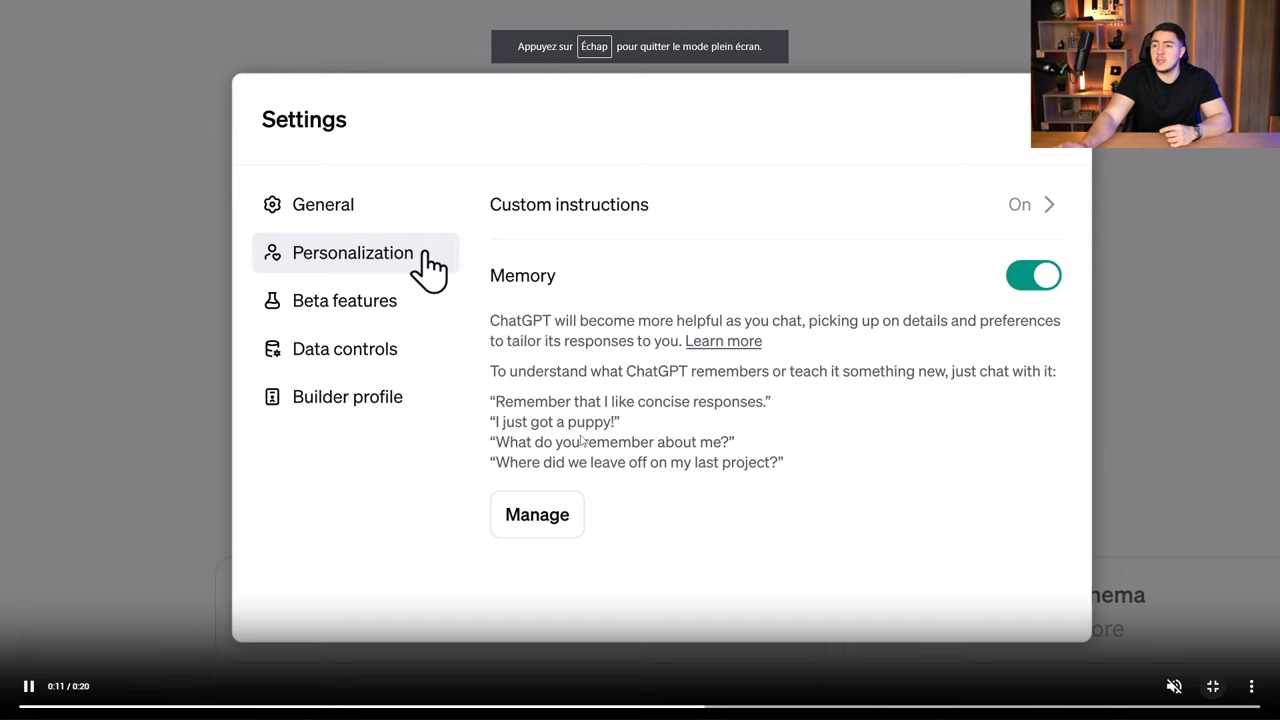 Appuyez sur Échap pour quitter le mode plein écran.
Settings
General
Personalization
Beta features
Data controls
Builder profile
Custom instructions On
Memory
ChatGPT will become more helpful as you chat, picking up on details and preferences
to tailor its responses to you. Learn more
To understand what ChatGPT remembers or teach it something new, just chat with it:
“Remember that I like concise responses.”
“I just got a puppy!”
“What do you remember about me?”
“Where did we leave off on my last project?”
Manage
nema
ore
0:11 / 0:20